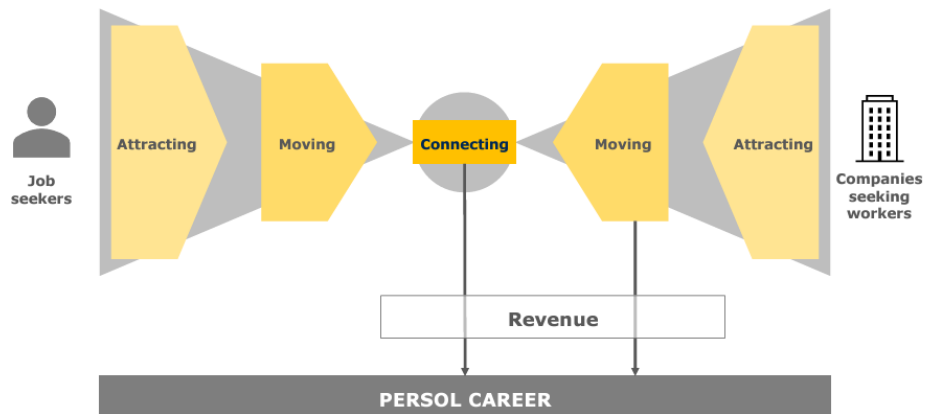 Attracting
Moving
Connecting
Moving
Attracting
Job
seekers
Companies
seeking
workers
Revenue
PERSOL CAREER